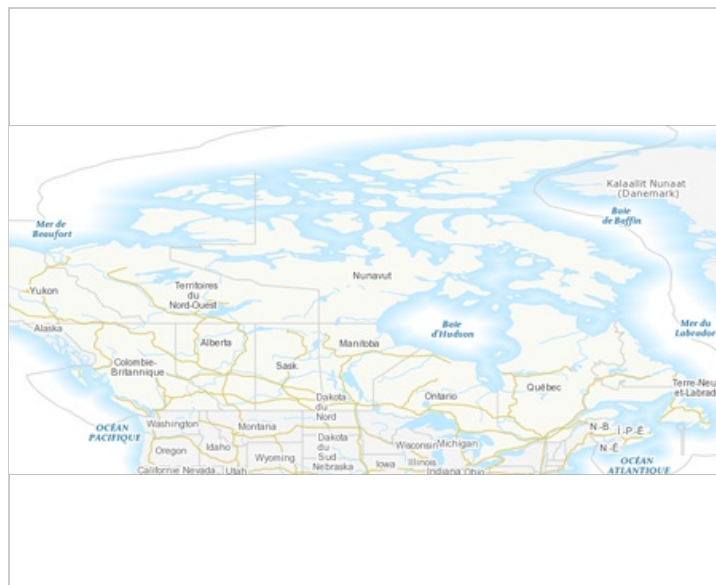 Kalaallit Nunaat
(Danemark)
Mer de
Beaufort
Baie
de Baffin
Nunavut
Yukon
Territoires
du
Nord-Ouest
Alaska
Baie
d'Hudson
Mer du
Labrador
Alberta
Manitoba
Colombie-
Britannique
Sask.
Québec
Terre-Neu
et-Labrad
Ontario
Dakota
du
Nord
OCÉAN
PACIFIQUE
Washington
Montana
N-B
Î-P-É
N-É
Oregon
Idaho
Dakota
du
Sud
Wisconsin
Michigan
Wyoming
Nebraska
Iowa
Illinois
OCÉAN
ATLANTIQUE
Californie
Nevada
Utah
Indiana
Ohio